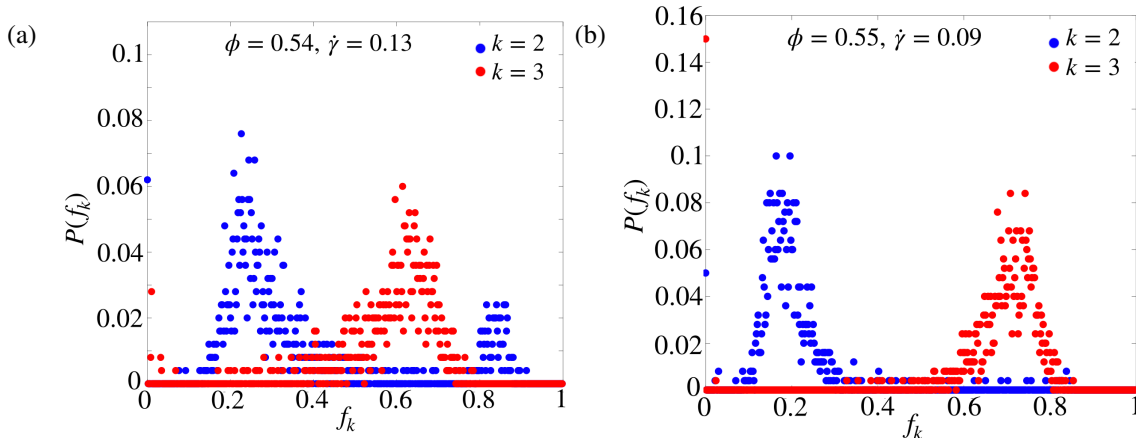 (a)
ϕ = 0.54, γ̇ = 0.13
k = 2
k = 3
P(f_k)
0.1
0.08
0.06
0.04
0.02
0
0 0.2 0.4 0.6 0.8 1
f_k
(b)
ϕ = 0.55, γ̇ = 0.09
k = 2
k = 3
P(f_k)
0.16
0.14
0.12
0.1
0.08
0.06
0.04
0.02
0
0 0.2 0.4 0.6 0.8 1
f_k